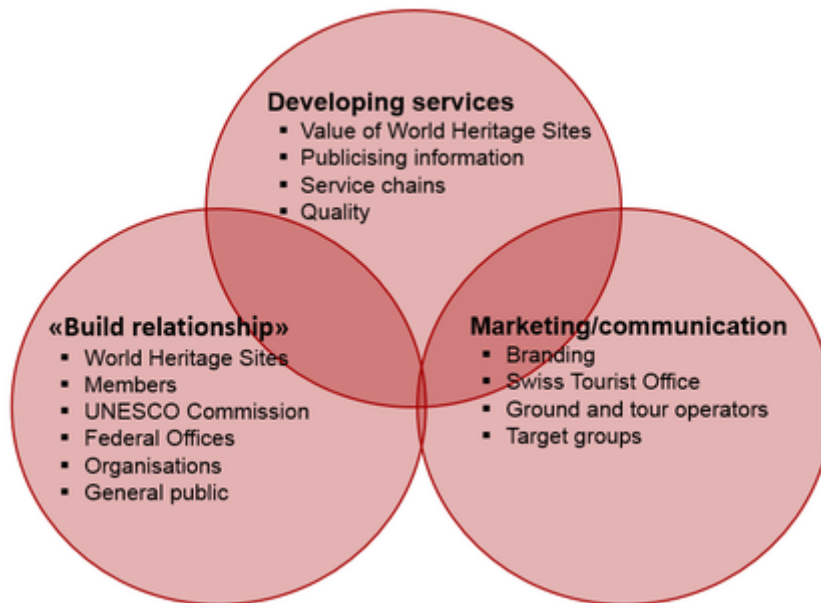 Developing services
▪ Value of World Heritage Sites
▪ Publicising information
▪ Service chains
▪ Quality
«Build relationship»
▪ World Heritage Sites
▪ Members
▪ UNESCO Commission
▪ Federal Offices
▪ Organisations
▪ General public
Marketing/communication
▪ Branding
▪ Swiss Tourist Office
▪ Ground and tour operators
▪ Target groups